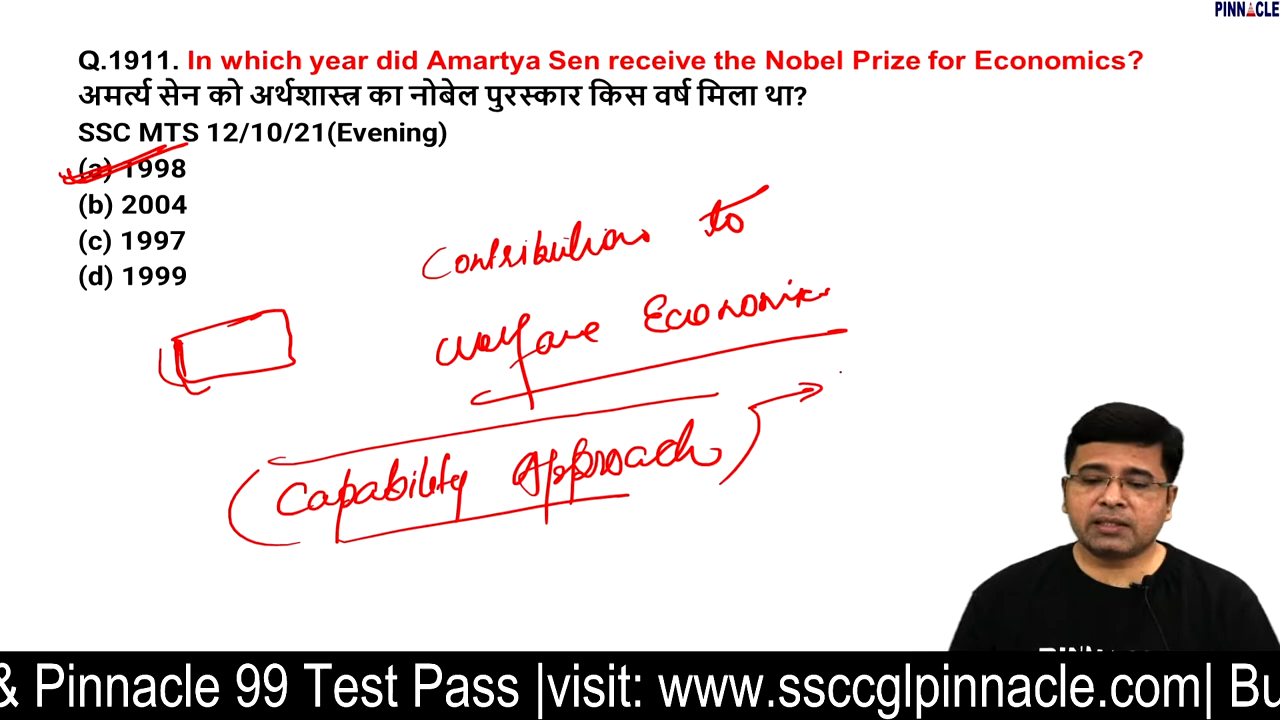 PINNACLE
Q.1911. In which year did Amartya Sen receive the Nobel Prize for Economics?
अमर्त्य सेन को अर्थशास्त्र का नोबेल पुरस्कार किस वर्ष मिला था?
SSC MTS 12/10/21(Evening)
(a) 1998
(b) 2004
(c) 1997
(d) 1999
Contributions to
Welfare Economics
Capability Approach
PINNACLE
& Pinnacle 99 Test Pass |visit: www.ssccglpinnacle.com| Bu